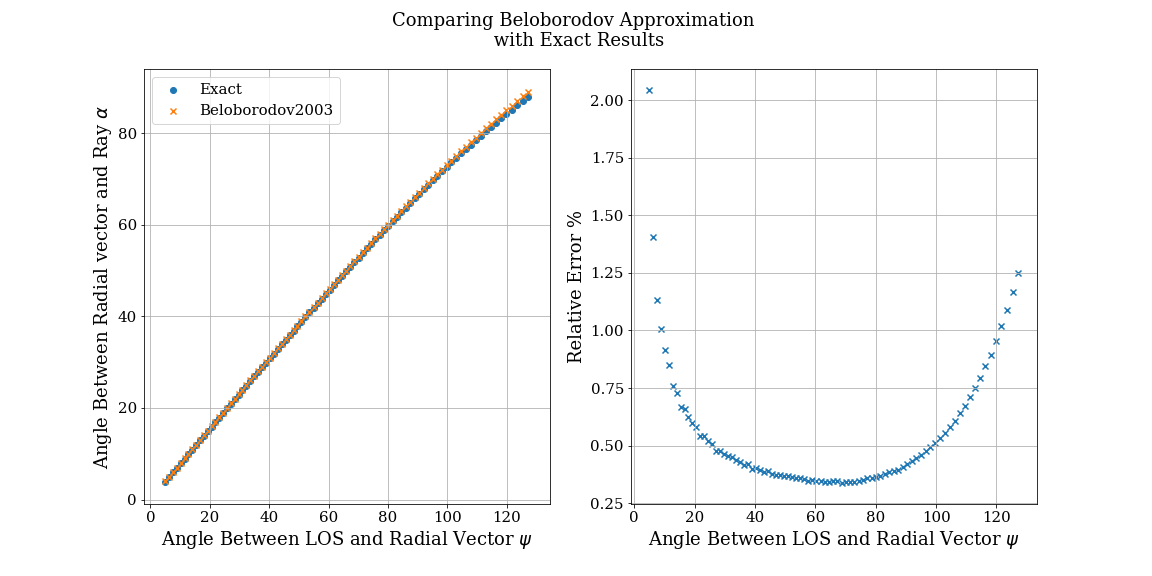 Comparing Beloborodov Approximation
with Exact Results
Angle Between Radial vector and Ray α
80
60
40
20
0
Exact
Beloborodov2003
0 20 40 60 80 100 120
Angle Between LOS and Radial Vector ψ
Relative Error %
2.00
1.75
1.50
1.25
1.00
0.75
0.50
0.25
0 20 40 60 80 100 120
Angle Between LOS and Radial Vector ψ